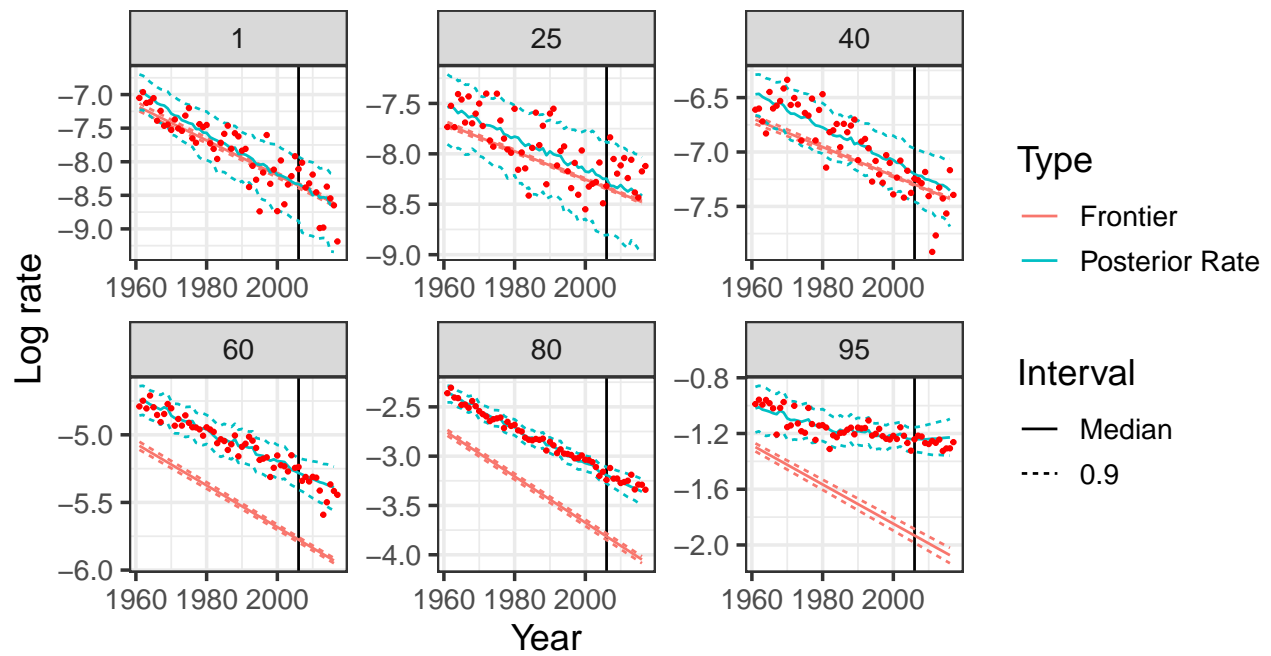 1
25
40
−7.0
−7.5
−8.0
−8.5
−9.0
−7.5
−8.0
−8.5
−9.0
−6.5
−7.0
−7.5
1960 1980 2000
1960 1980 2000
1960 1980 2000
Log rate
60
80
95
−5.0
−5.5
−6.0
−2.5
−3.0
−3.5
−4.0
−0.8
−1.2
−1.6
−2.0
1960 1980 2000
1960 1980 2000
1960 1980 2000
Year
Type
Frontier
Posterior Rate
Interval
Median
0.9